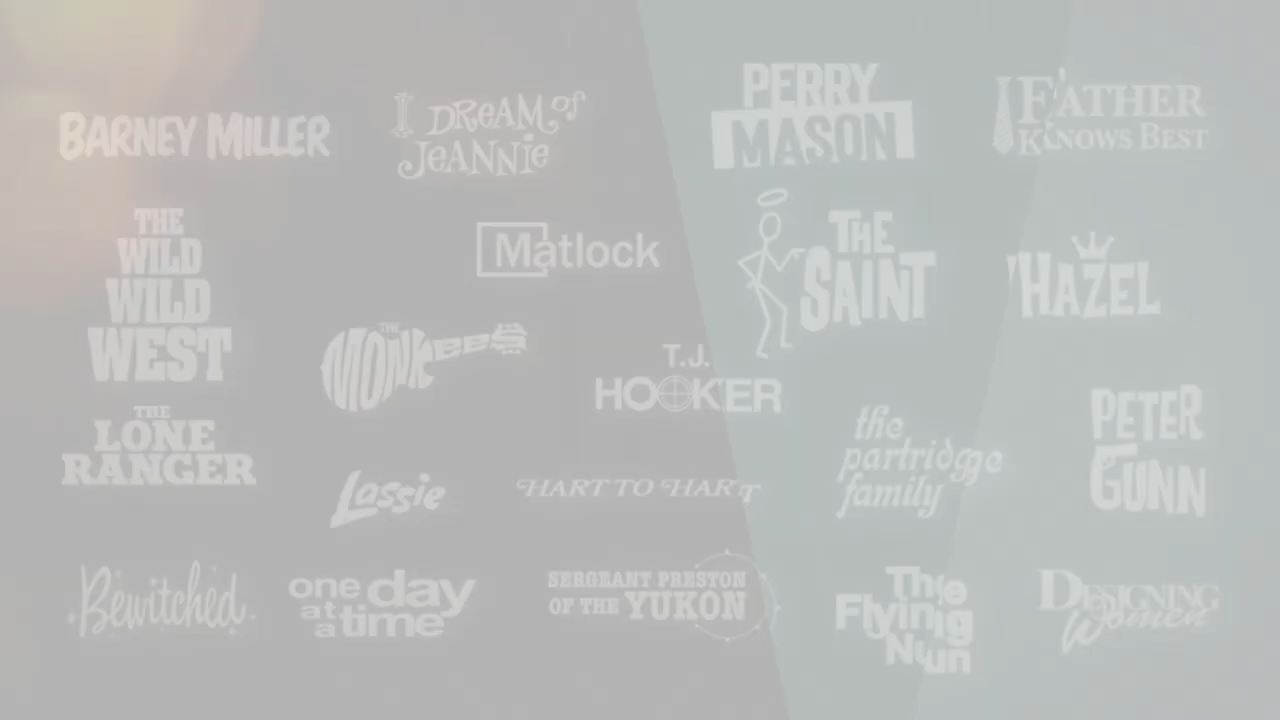 BARNEY MILLER
I DREAM OF
JEANNIE
PERRY
MASON
FATHER
KNOWS BEST
THE
WILD
WILD
WEST
Matlock
THE
SAINT
HAZEL
THE
MONKEES
T.J.
HOOKER
THE
LONE
RANGER
Lassie
HART TO HART
the
partridge
family
PETER
GUNN
Bewitched
one day
at a time
SERGEANT PRESTON
OF THE YUKON
The
Flying
Nun
DESIGNING
Women